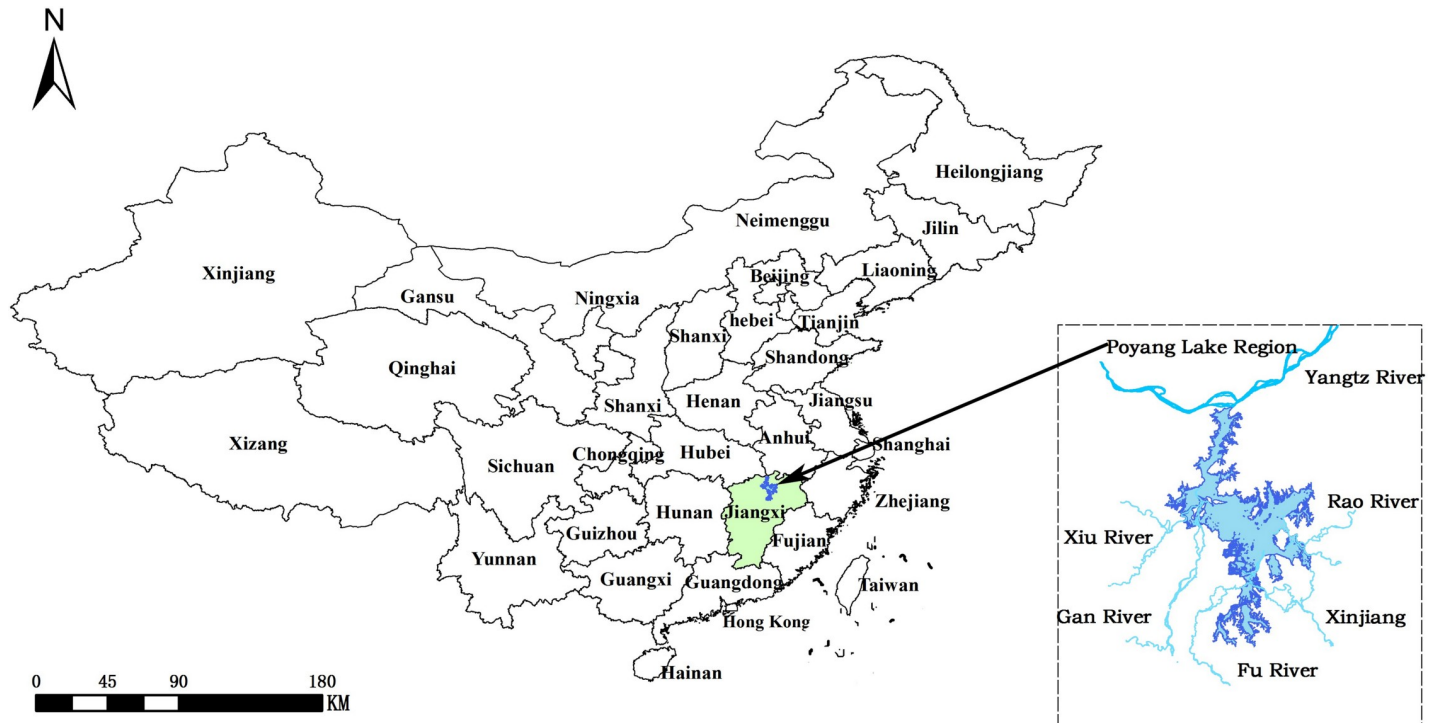 N
Heilongjiang
Neimenggu
Jilin
Xinjiang
Beijing
Liaoning
Gansu
Ningxia
hebei
Tianjin
Shanxi
Shandong
Qinghai
Shanxi
Henan
Jiangsu
Xizang
Anhui
Shanghai
Sichuan
Chongqing
Hubei
Zhejiang
Hunan
Jiangxi
Guizhou
Fujian
Yunnan
Guangxi
Guangdong
Taiwan
Hong Kong
Hainan
0 45 90 180
KM
Poyang Lake Region
Yangtz River
Rao River
Xiu River
Gan River
Xinjiang
Fu River